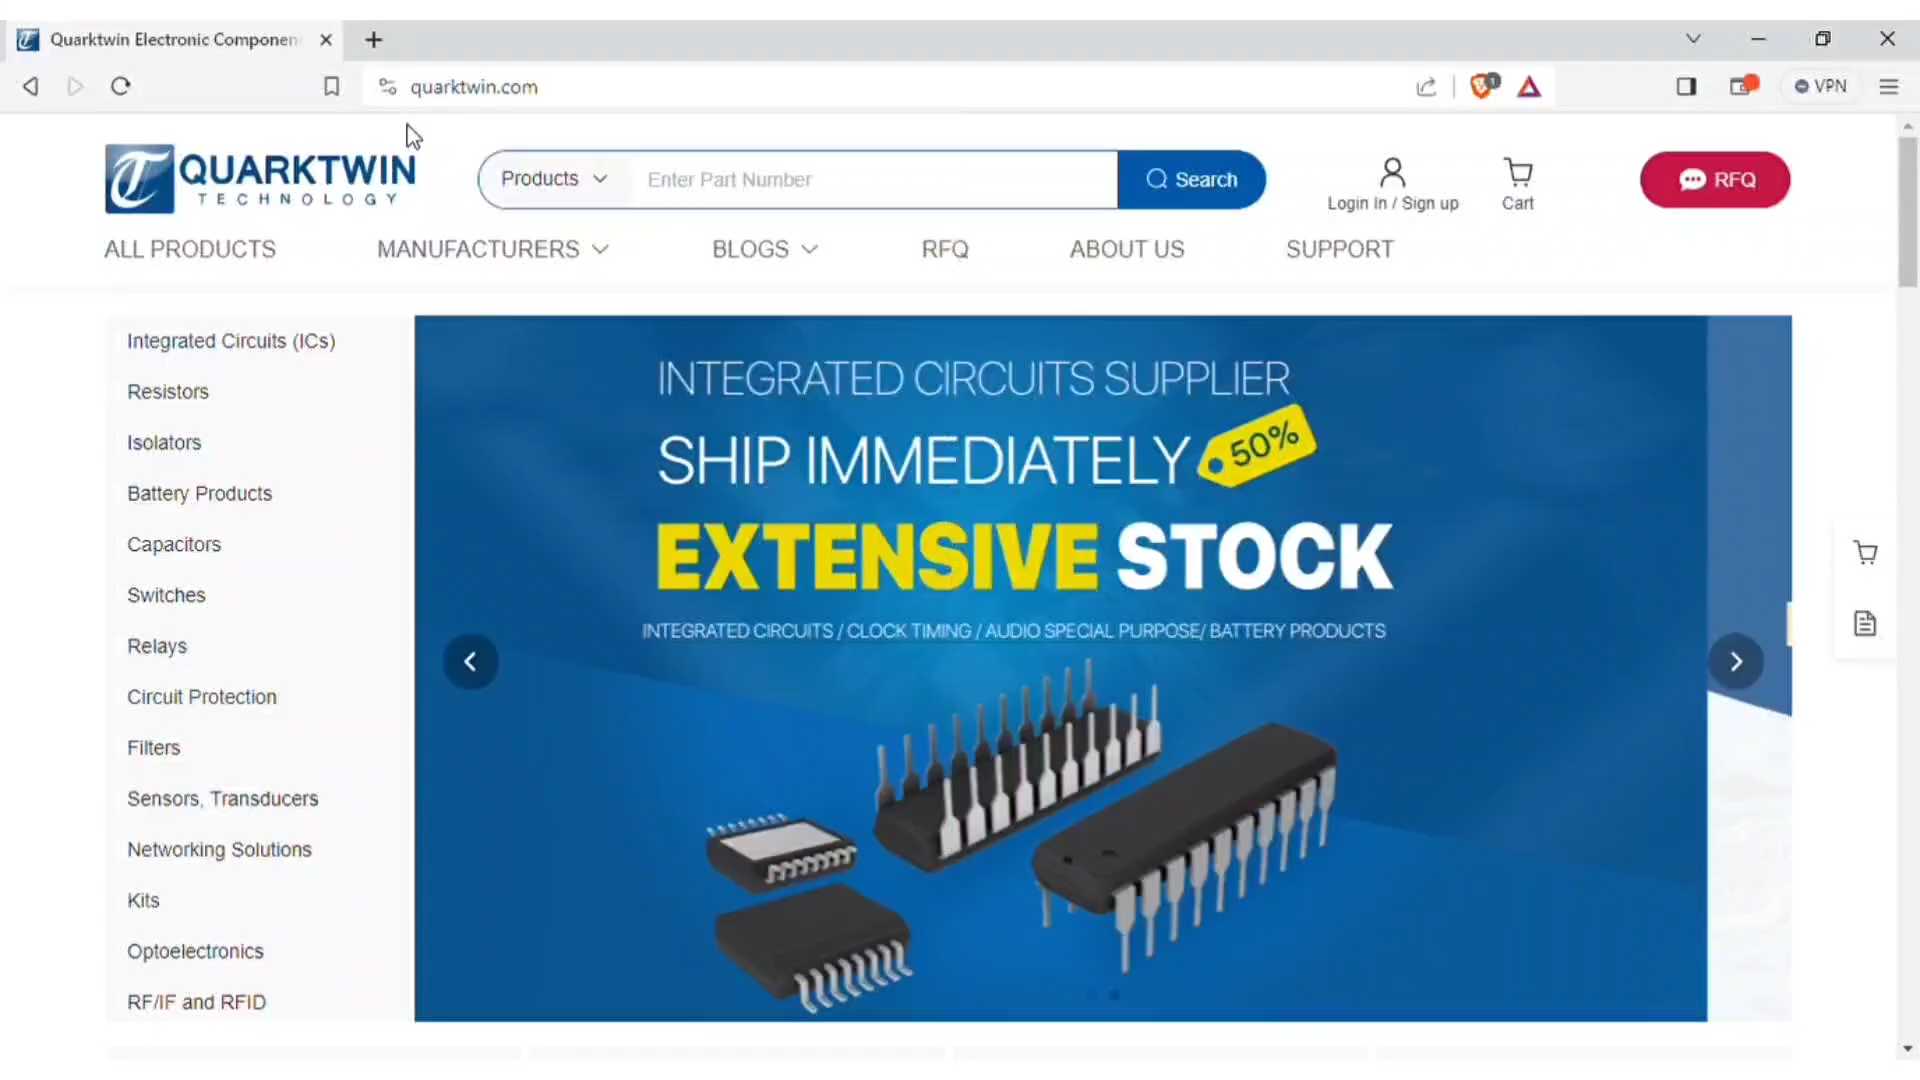 Quarktwin Electronic Componen
quarktwin.com
1
VPN
QUARKTWIN
TECHNOLOGY
Products
Enter Part Number
Search
Login In / Sign up
Cart
RFQ
ALL PRODUCTS
MANUFACTURERS
BLOGS
RFQ
ABOUT US
SUPPORT
Integrated Circuits (ICs)
Resistors
Isolators
Battery Products
Capacitors
Switches
Relays
Circuit Protection
Filters
Sensors, Transducers
Networking Solutions
Kits
Optoelectronics
RF/IF and RFID
INTEGRATED CIRCUITS SUPPLIER
SHIP IMMEDIATELY
50%
EXTENSIVE STOCK
INTEGRATED CIRCUITS / CLOCK TIMING / AUDIO SPECIAL PURPOSE/ BATTERY PRODUCTS